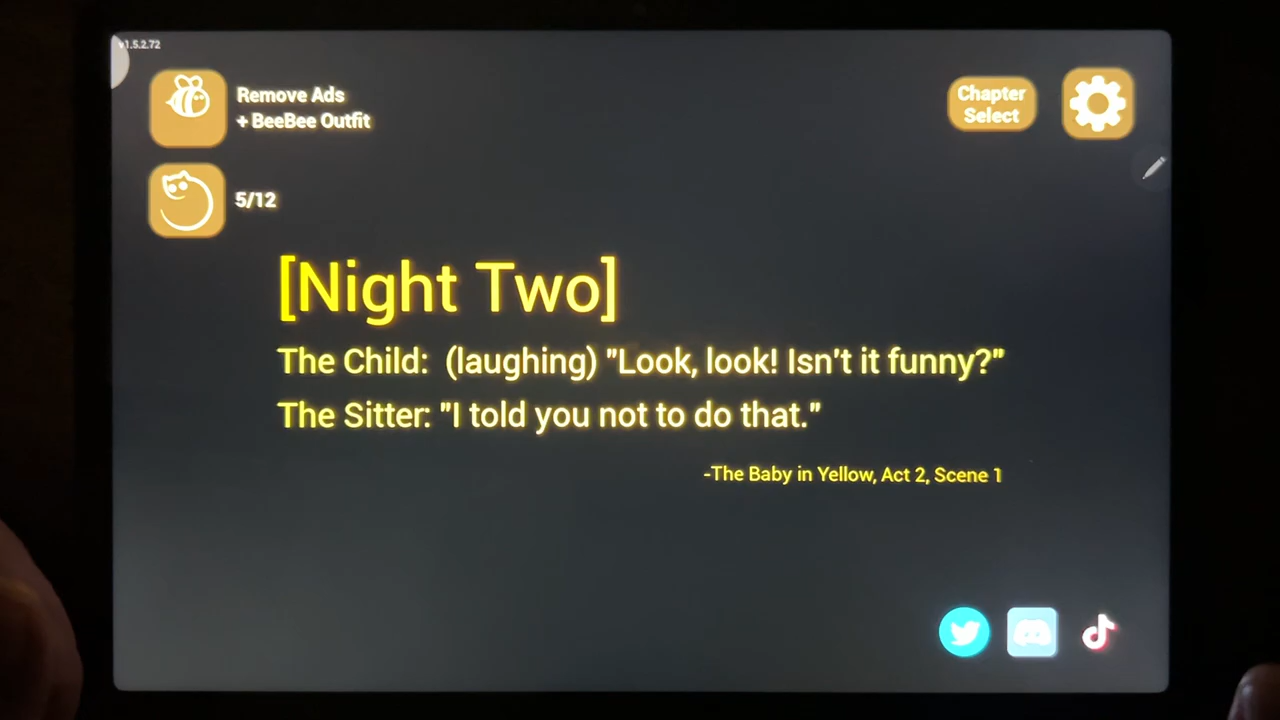 v1.5.2.72
Remove Ads
+ BeeBee Outfit
Chapter
Select
5/12
[Night Two]
The Child: (laughing) "Look, look! Isn't it funny?"
The Sitter: "I told you not to do that."
-The Baby in Yellow, Act 2, Scene 1